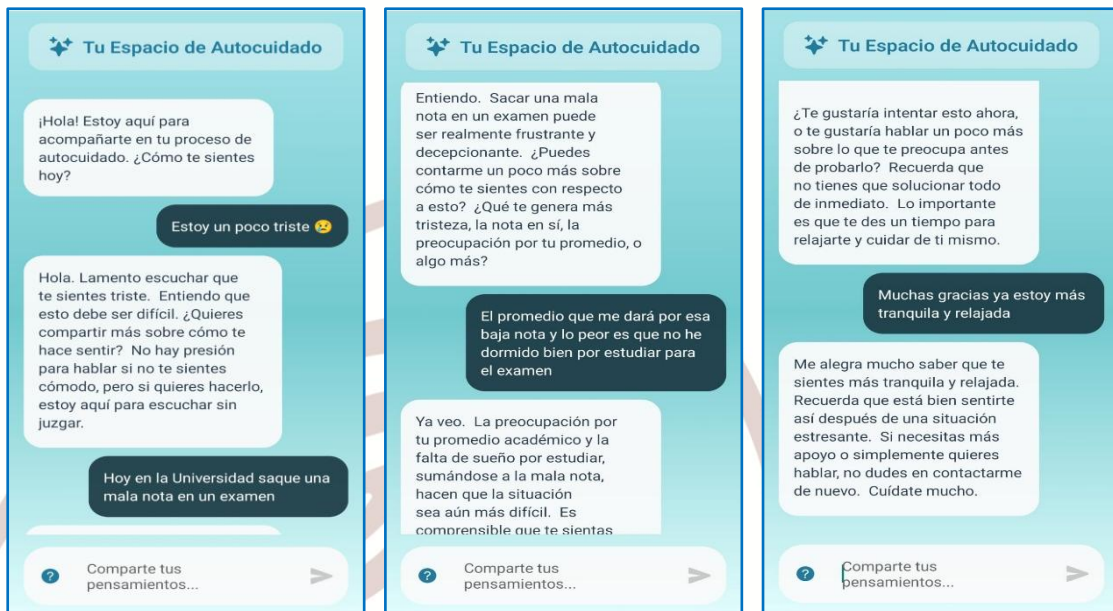 Tu Espacio de Autocuidado
¡Hola! Estoy aquí para
acompañarte en tu proceso de
autocuidado. ¿Cómo te sientes
hoy?
Estoy un poco triste 😢
Hola. Lamento escuchar que
te sientes triste. Entiendo que
esto debe ser difícil. ¿Quieres
compartir más sobre cómo te
hace sentir? No hay presión
para hablar si no te sientes
cómodo, pero si quieres hacerlo,
estoy aquí para escuchar sin
juzgar.
Hoy en la Universidad saque una
mala nota en un examen
Comparte tus
pensamientos...
Tu Espacio de Autocuidado
Entiendo. Sacar una mala
nota en un examen puede
ser realmente frustrante y
decepcionante. ¿Puedes
contarme un poco más sobre
cómo te sientes con respecto
a esto? ¿Qué te genera más
tristeza, la nota en sí, la
preocupación por tu promedio, o
algo más?
El promedio que me dará por esa
baja nota y lo peor es que no he
dormido bien por estudiar para
el examen
Ya veo. La preocupación por
tu promedio académico y la
falta de sueño por estudiar,
sumándose a la mala nota,
hacen que la situación
sea aún más difícil. Es
comprensible que te sientas
Comparte tus
pensamientos...
Tu Espacio de Autocuidado
¿Te gustaría intentar esto ahora,
o te gustaría hablar un poco más
sobre lo que te preocupa antes
de probarlo? Recuerda que
no tienes que solucionar todo
de inmediato. Lo importante
es que te des un tiempo para
relajarte y cuidar de ti mismo.
Muchas gracias ya estoy más
tranquila y relajada
Me alegra mucho saber que te
sientes más tranquila y relajada.
Recuerda que está bien sentirte
así después de una situación
estresante. Si necesitas más
apoyo o simplemente quieres
hablar, no dudes en contactarme
de nuevo. Cuídate mucho.
Comparte tus
pensamientos...